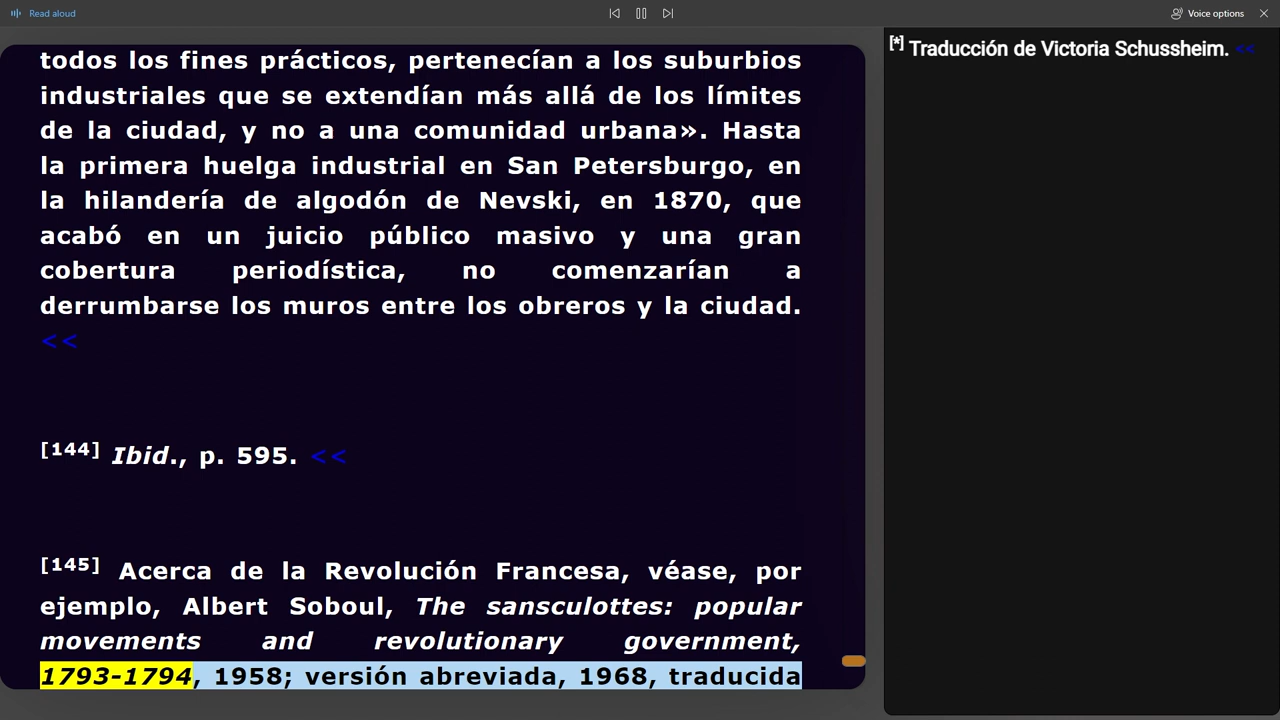 Read aloud
Voice options
todos los fines prácticos, pertenecían a los suburbios
industriales que se extendían más allá de los límites
de la ciudad, y no a una comunidad urbana». Hasta
la primera huelga industrial en San Petersburgo, en
la hilandería de algodón de Nevski, en 1870, que
acabó en un juicio público masivo y una gran
cobertura periodística, no comenzarían a
derrumbarse los muros entre los obreros y la ciudad.
<<
[144] Ibid., p. 595. <<
[145] Acerca de la Revolución Francesa, véase, por
ejemplo, Albert Soboul, The sansculottes: popular
movements and revolutionary government,
1793-1794, 1958; versión abreviada, 1968, traducida
[*] Traducción de Victoria Schussheim. <<